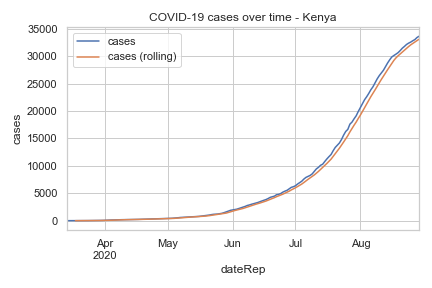 COVID-19 cases over time - Kenya
35000
30000
25000
20000
15000
10000
5000
0
cases
cases
cases (rolling)
Apr
2020
May
Jun
Jul
Aug
dateRep